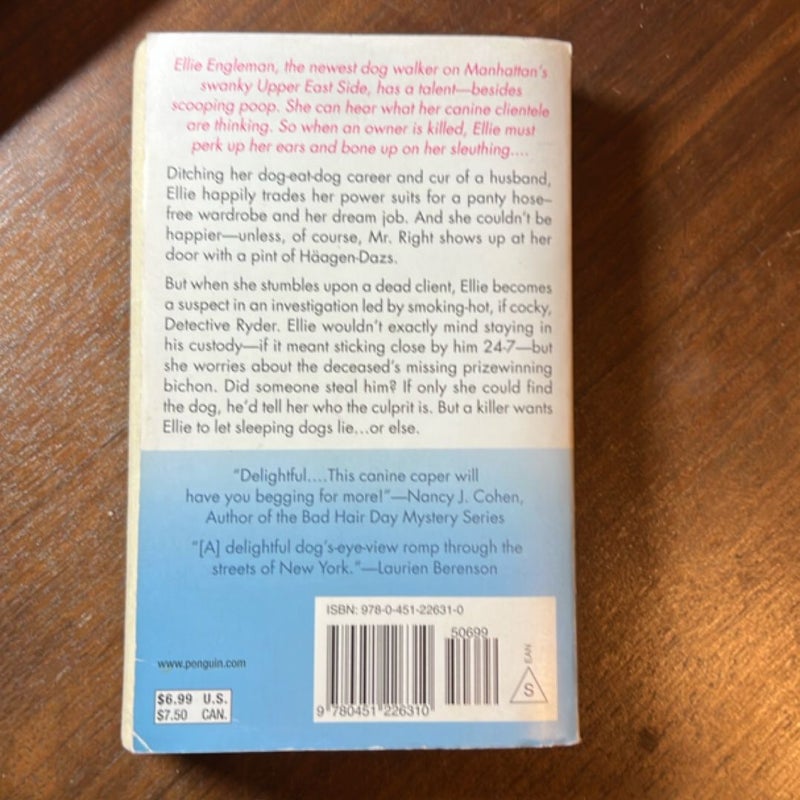 Ellie Engleman, the newest dog walker on Manhattan's
swanky Upper East Side, has a talent—besides
scooping poop. She can hear what her canine clientele
are thinking. So when an owner is killed, Ellie must
perk up her ears and bone up on her sleuthing....
Ditching her dog-eat-dog career and cur of a husband,
Ellie happily trades her power suits for a panty hose–
free wardrobe and her dream job. And she couldn't be
happier—unless, of course, Mr. Right shows up at her
door with a pint of Häagen-Dazs.
But when she stumbles upon a dead client, Ellie becomes
a suspect in an investigation led by smoking-hot, if cocky,
Detective Ryder. Ellie wouldn't exactly mind staying in
his custody—if it meant sticking close by him 24-7—but
she worries about the deceased's missing prizewinning
bichon. Did someone steal him? If only she could find
the dog, he'd tell her who the culprit is. But a killer wants
Ellie to let sleeping dogs lie...or else.
"Delightful....This canine caper will
have you begging for more!"—Nancy J. Cohen,
Author of the Bad Hair Day Mystery Series
"[A] delightful dog's-eye-view romp through the
streets of New York."—Laurien Berenson
ISBN: 978-0-451-22631-0
50699
EAN
S
www.penguin.com
$6.99 U.S.
$7.50 CAN.
9 780451 226310